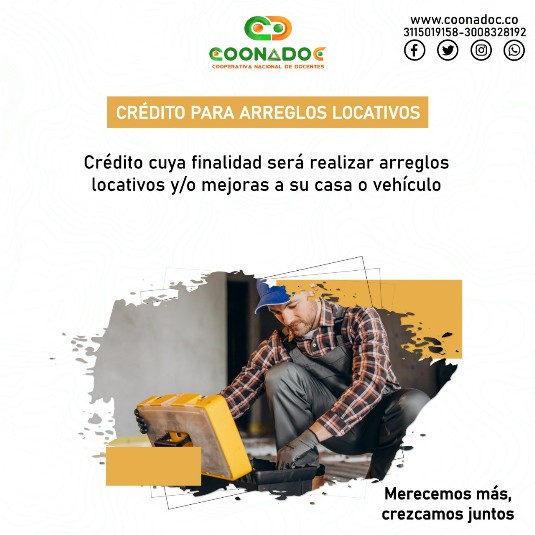 www.coonadoc.co
3115019158-3008328192
COONADOC
COOPERATIVA NACIONAL DE DOCENTES
CRÉDITO PARA ARREGLOS LOCATIVOS
Crédito cuya finalidad será realizar arreglos
locativos y/o mejoras a su casa o vehículo
Merecemos más,
crezcamos juntos